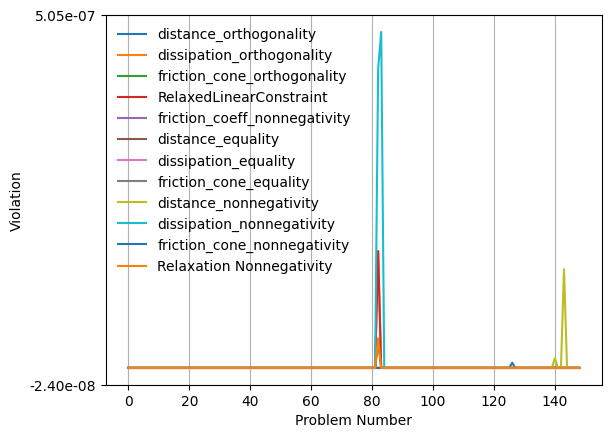 5.05e-07
distance_orthogonality
dissipation_orthogonality
friction_cone_orthogonality
RelaxedLinearConstraint
friction_coeff_nonnegativity
distance_equality
dissipation_equality
friction_cone_equality
distance_nonnegativity
dissipation_nonnegativity
friction_cone_nonnegativity
Relaxation Nonnegativity
Violation
-2.40e-08
0 20 40 60 80 100 120 140
Problem Number